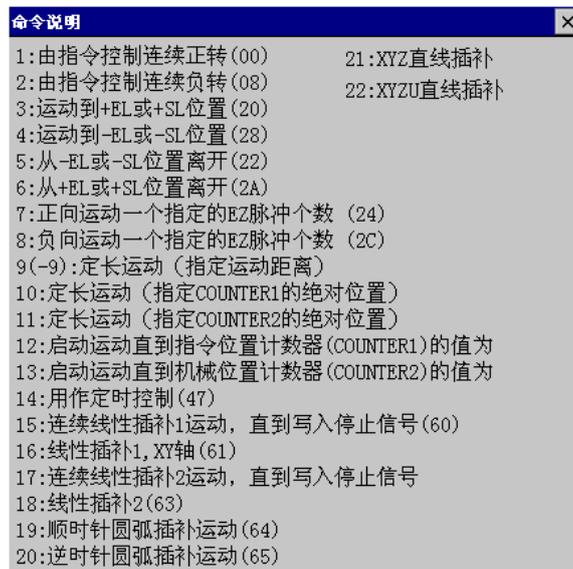 命令说明
1:由指令控制连续正转(00)
2:由指令控制连续负转(08)
3:运动到+EL或+SL位置(20)
4:运动到-EL或-SL位置(28)
5:从-EL或-SL位置离开(22)
6:从+EL或+SL位置离开(2A)
7:正向运动一个指定的EZ脉冲个数 (24)
8:负向运动一个指定的EZ脉冲个数 (2C)
9(-9):定长运动（指定运动距离）
10:定长运动（指定COUNTER1的绝对位置）
11:定长运动（指定COUNTER2的绝对位置）
12:启动运动直到指令位置计数器(COUNTER1)的值为
13:启动运动直到机械位置计数器(COUNTER2)的值为
14:用作定时控制(47)
15:连续线性插补1运动，直到写入停止信号(60)
16:线性插补1,XY轴(61)
17:连续线性插补2运动，直到写入停止信号
18:线性插补2(63)
19:顺时针圆弧插补运动(64)
20:逆时针圆弧插补运动(65)
21:XYZ直线插补
22:XYZU直线插补